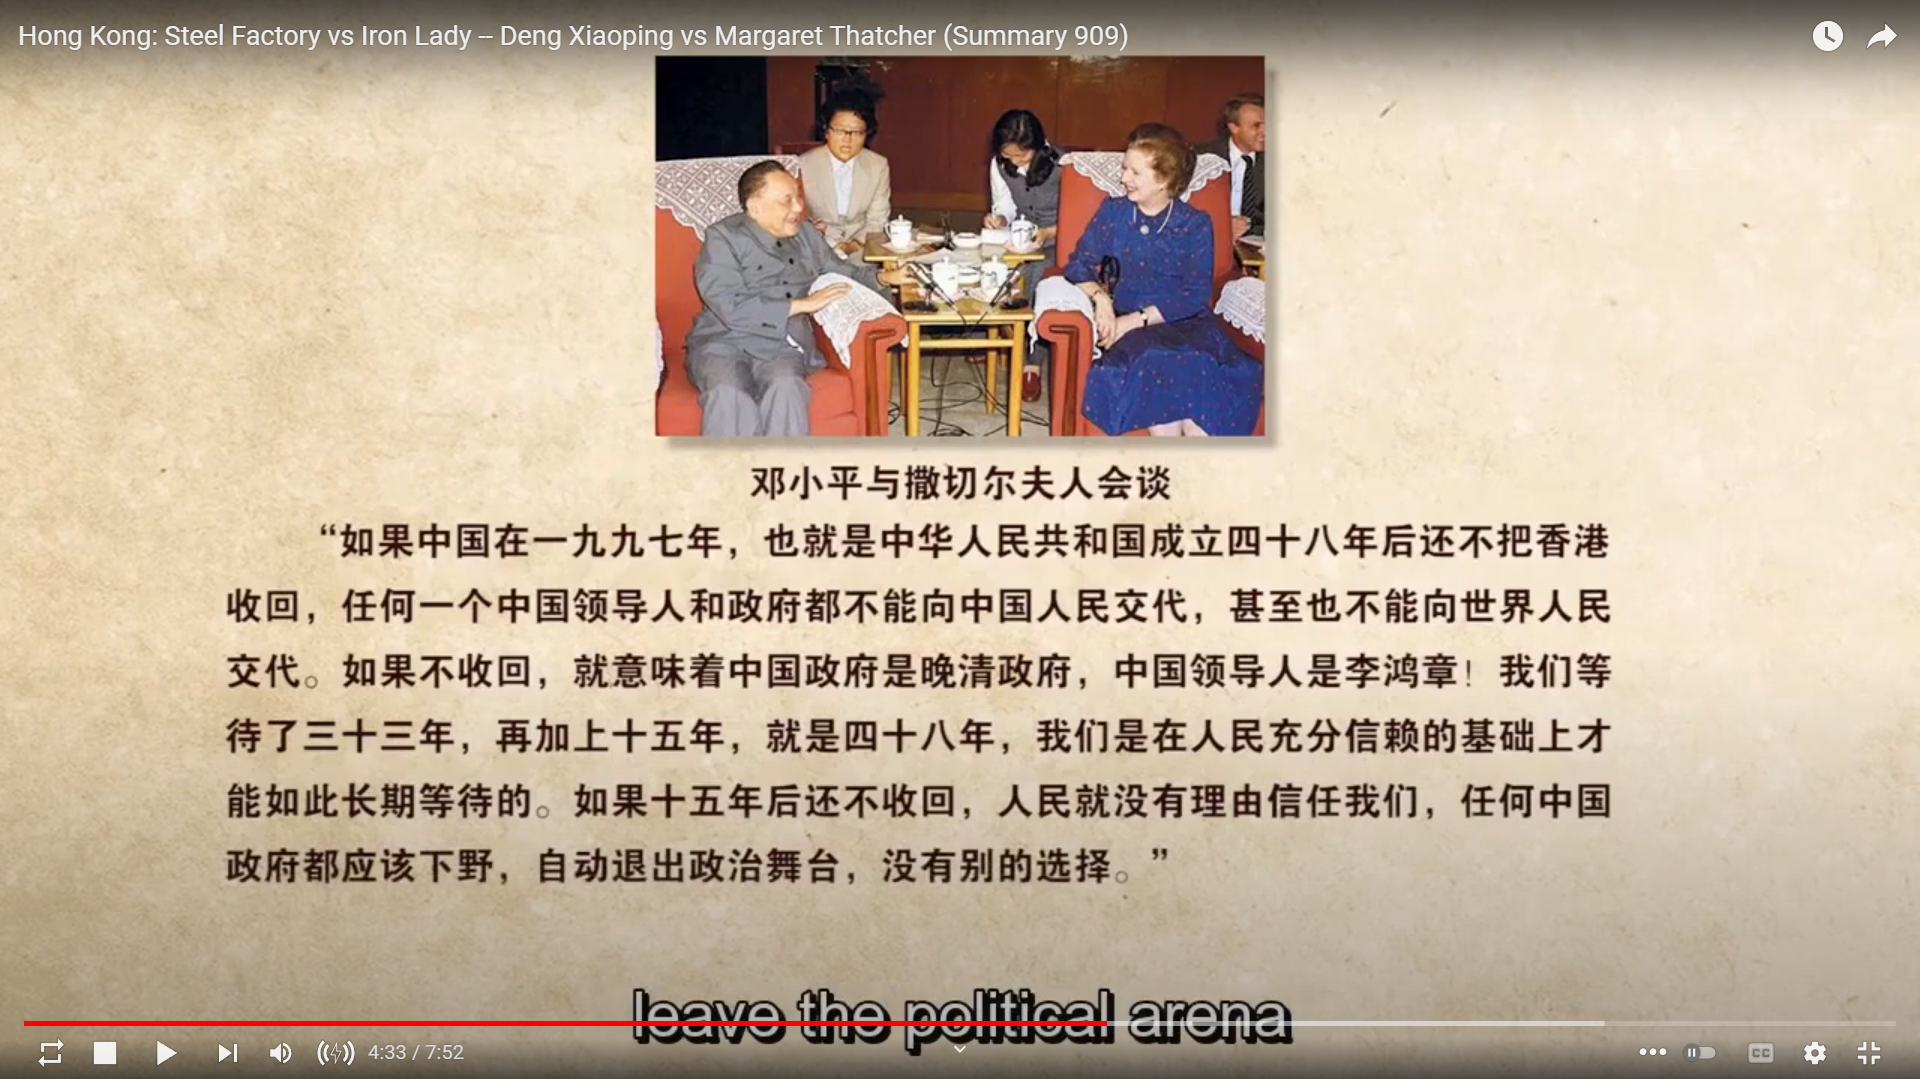 Hong Kong: Steel Factory vs Iron Lady -- Deng Xiaoping vs Margaret Thatcher (Summary 909)
邓小平与撒切尔夫人会谈
“如果中国在一九九七年，也就是中华人民共和国成立四十八年后还不把香港
收回，任何一个中国领导人和政府都不能向中国人民交代，甚至也不能向世界人民
交代。如果不收回，就意味着中国政府是晚清政府，中国领导人是李鸿章！我们等
待了三十三年，再加上十五年，就是四十八年，我们是在人民充分信赖的基础上才
能如此长期等待的。如果十五年后还不收回，人民就没有理由信任我们，任何中国
政府都应该下野，自动退出政治舞台，没有别的选择。”
leave the political arena
4:33 / 7:52
CC